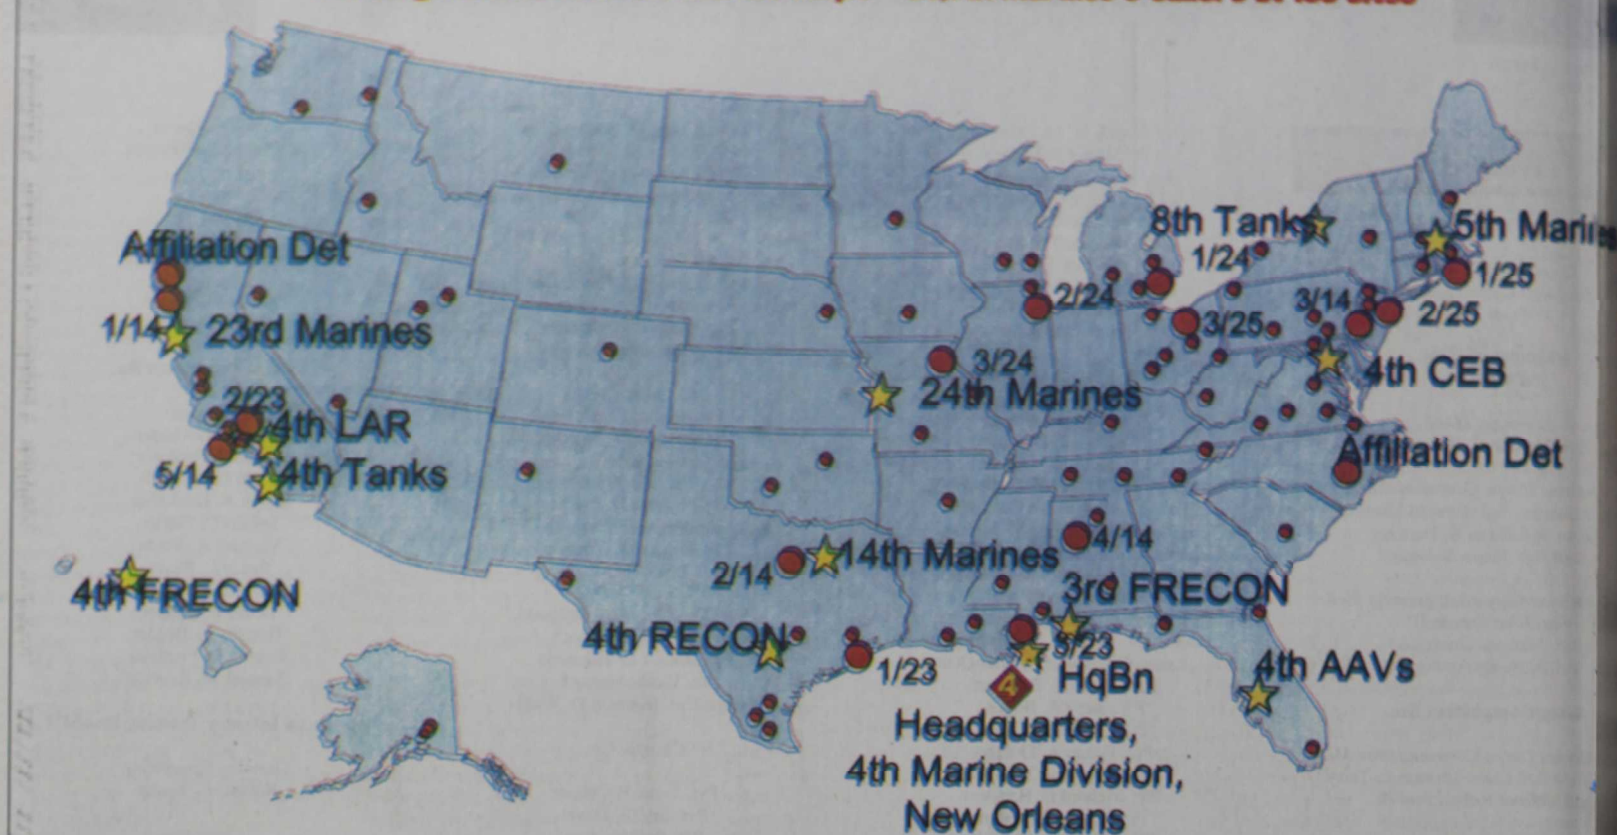 8th Tanks
5th Marin
Affiliation Det
1/24
1/25
2/24
3/14
2/25
1/14
23rd Marines
3/25
3/24
4th CEB
2/23
24th Marines
4th LAR
Affiliation Det
5/14
4th Tanks
4/14
14th Marines
2/14
4th FRECON
3rd FRECON
4th RECON
3/23
1/23
4
HqBn
4th AAVs
Headquarters,
4th Marine Division,
New Orleans